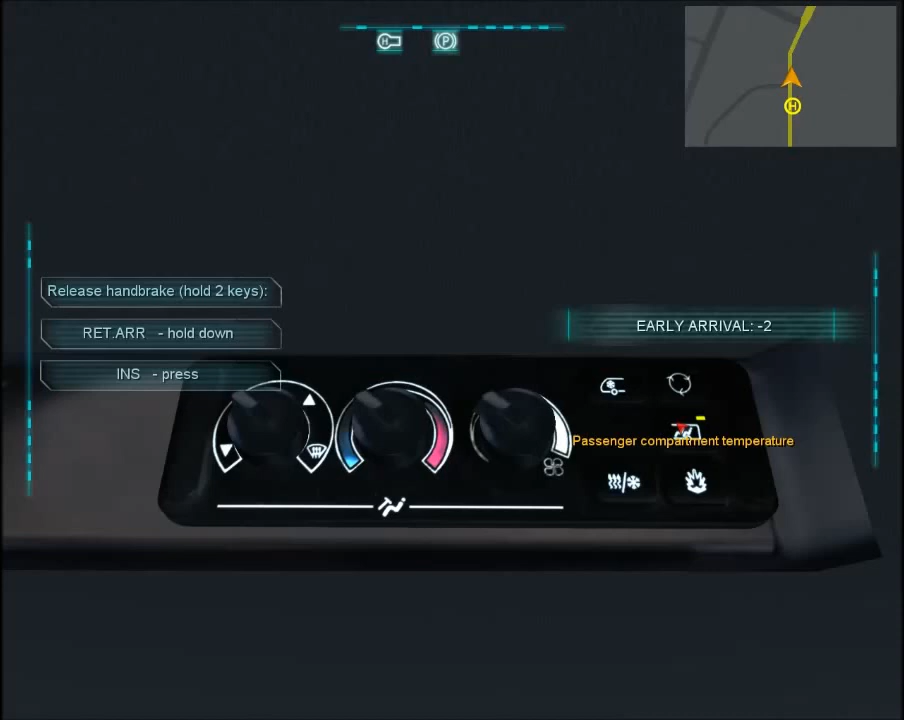 H
P
H
Release handbrake (hold 2 keys):
RET.ARR - hold down
INS - press
EARLY ARRIVAL: -2
Passenger compartment temperature